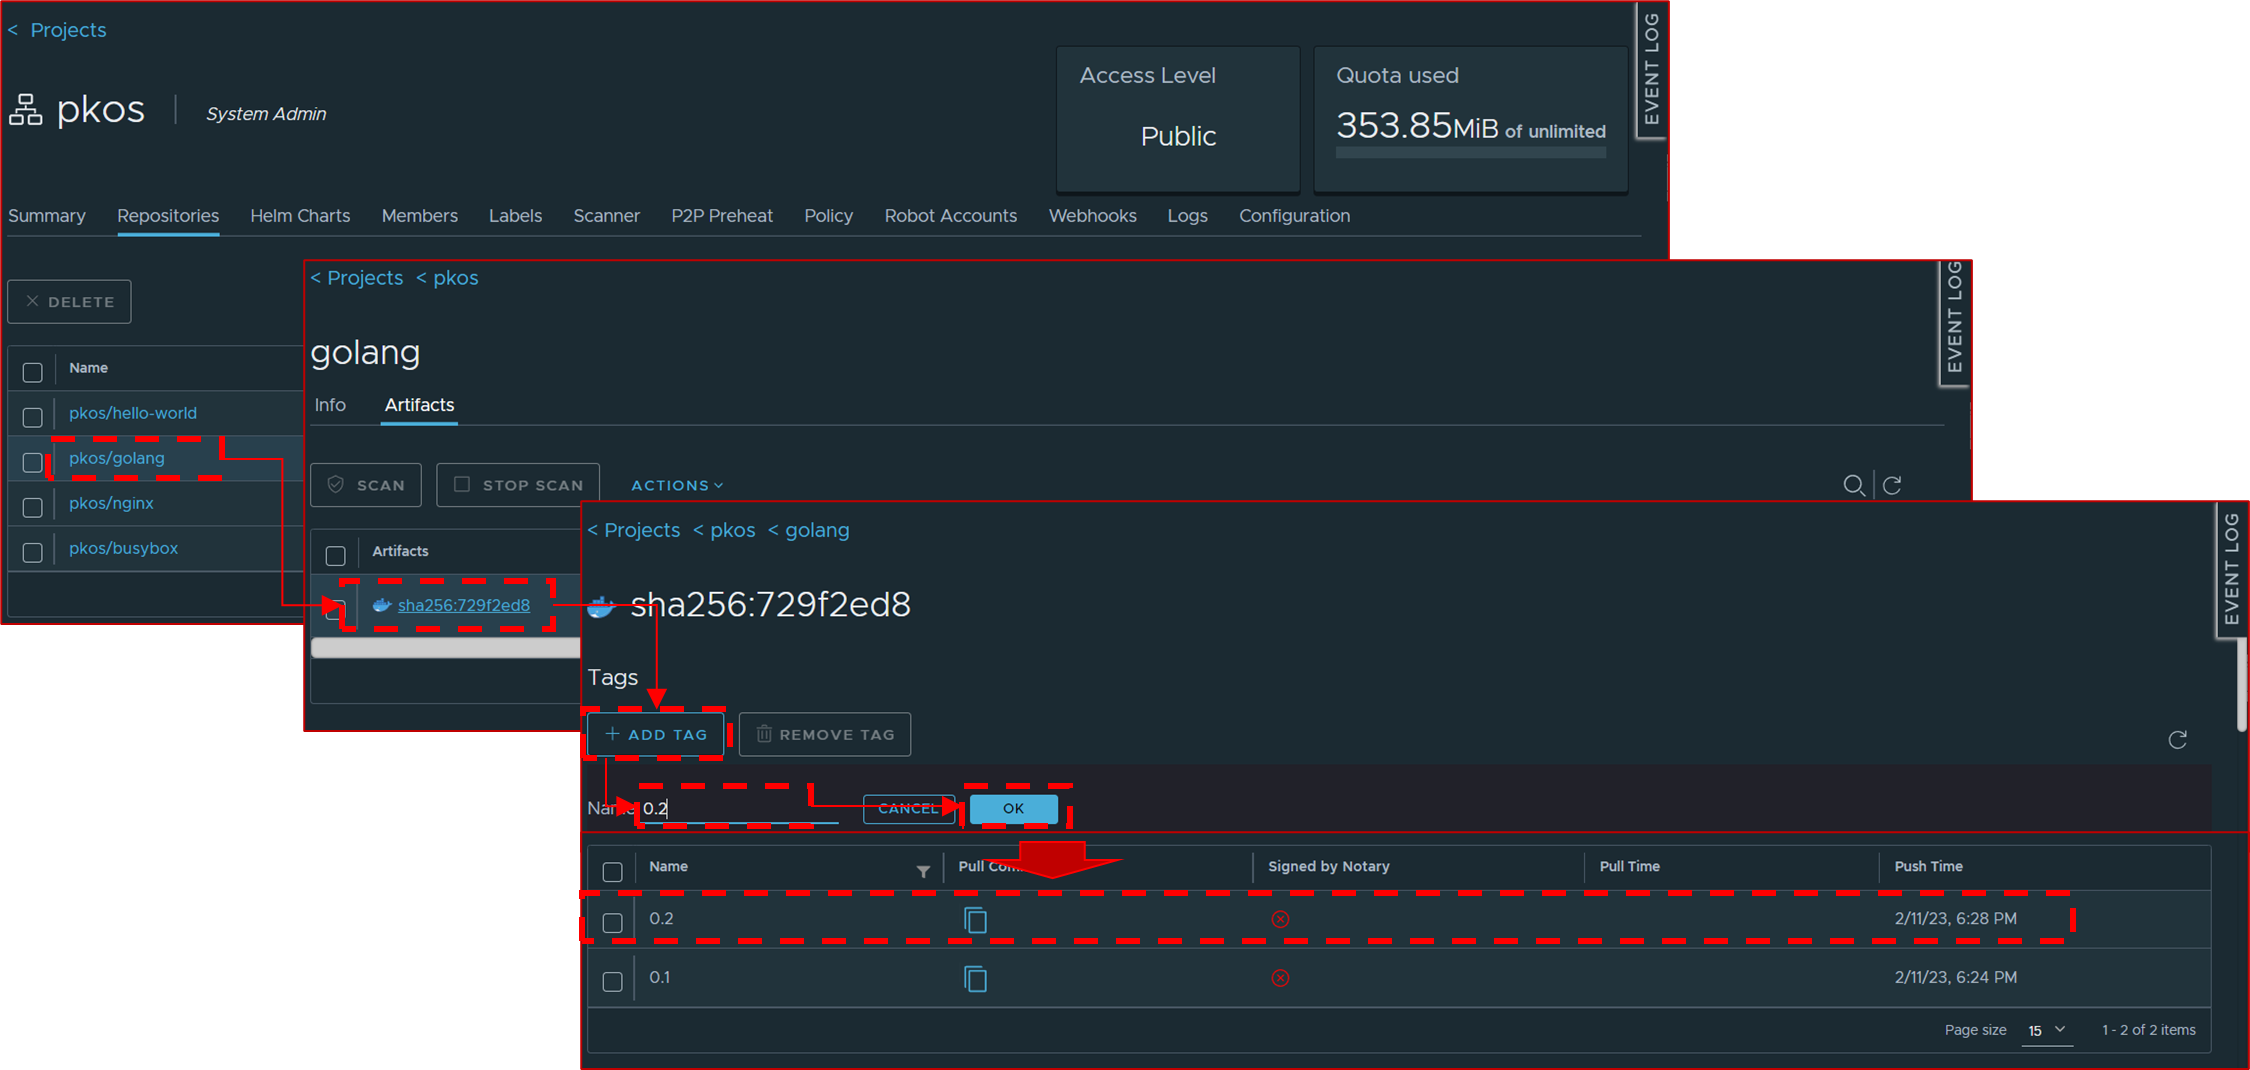 < Projects
pkos | System Admin
Access Level
Public
Quota used
353.85MiB of unlimited
EVENT LOG
Summary Repositories Helm Charts Members Labels Scanner P2P Preheat Policy Robot Accounts Webhooks Logs Configuration
DELETE
Name
pkos/hello-world
pkos/golang
pkos/nginx
pkos/busybox
< Projects < pkos
EVENT LOG
golang
Info Artifacts
SCAN STOP SCAN ACTIONS
Artifacts
sha256:729f2ed8
< Projects < pkos < golang
EVENT LOG
sha256:729f2ed8
Tags
+ ADD TAG REMOVE TAG
Name 0.2 CANCEL OK
Name Pull Signed by Notary Pull Time Push Time
0.2 2/11/23, 6:28 PM
0.1 2/11/23, 6:24 PM
Page size 15 1 - 2 of 2 items